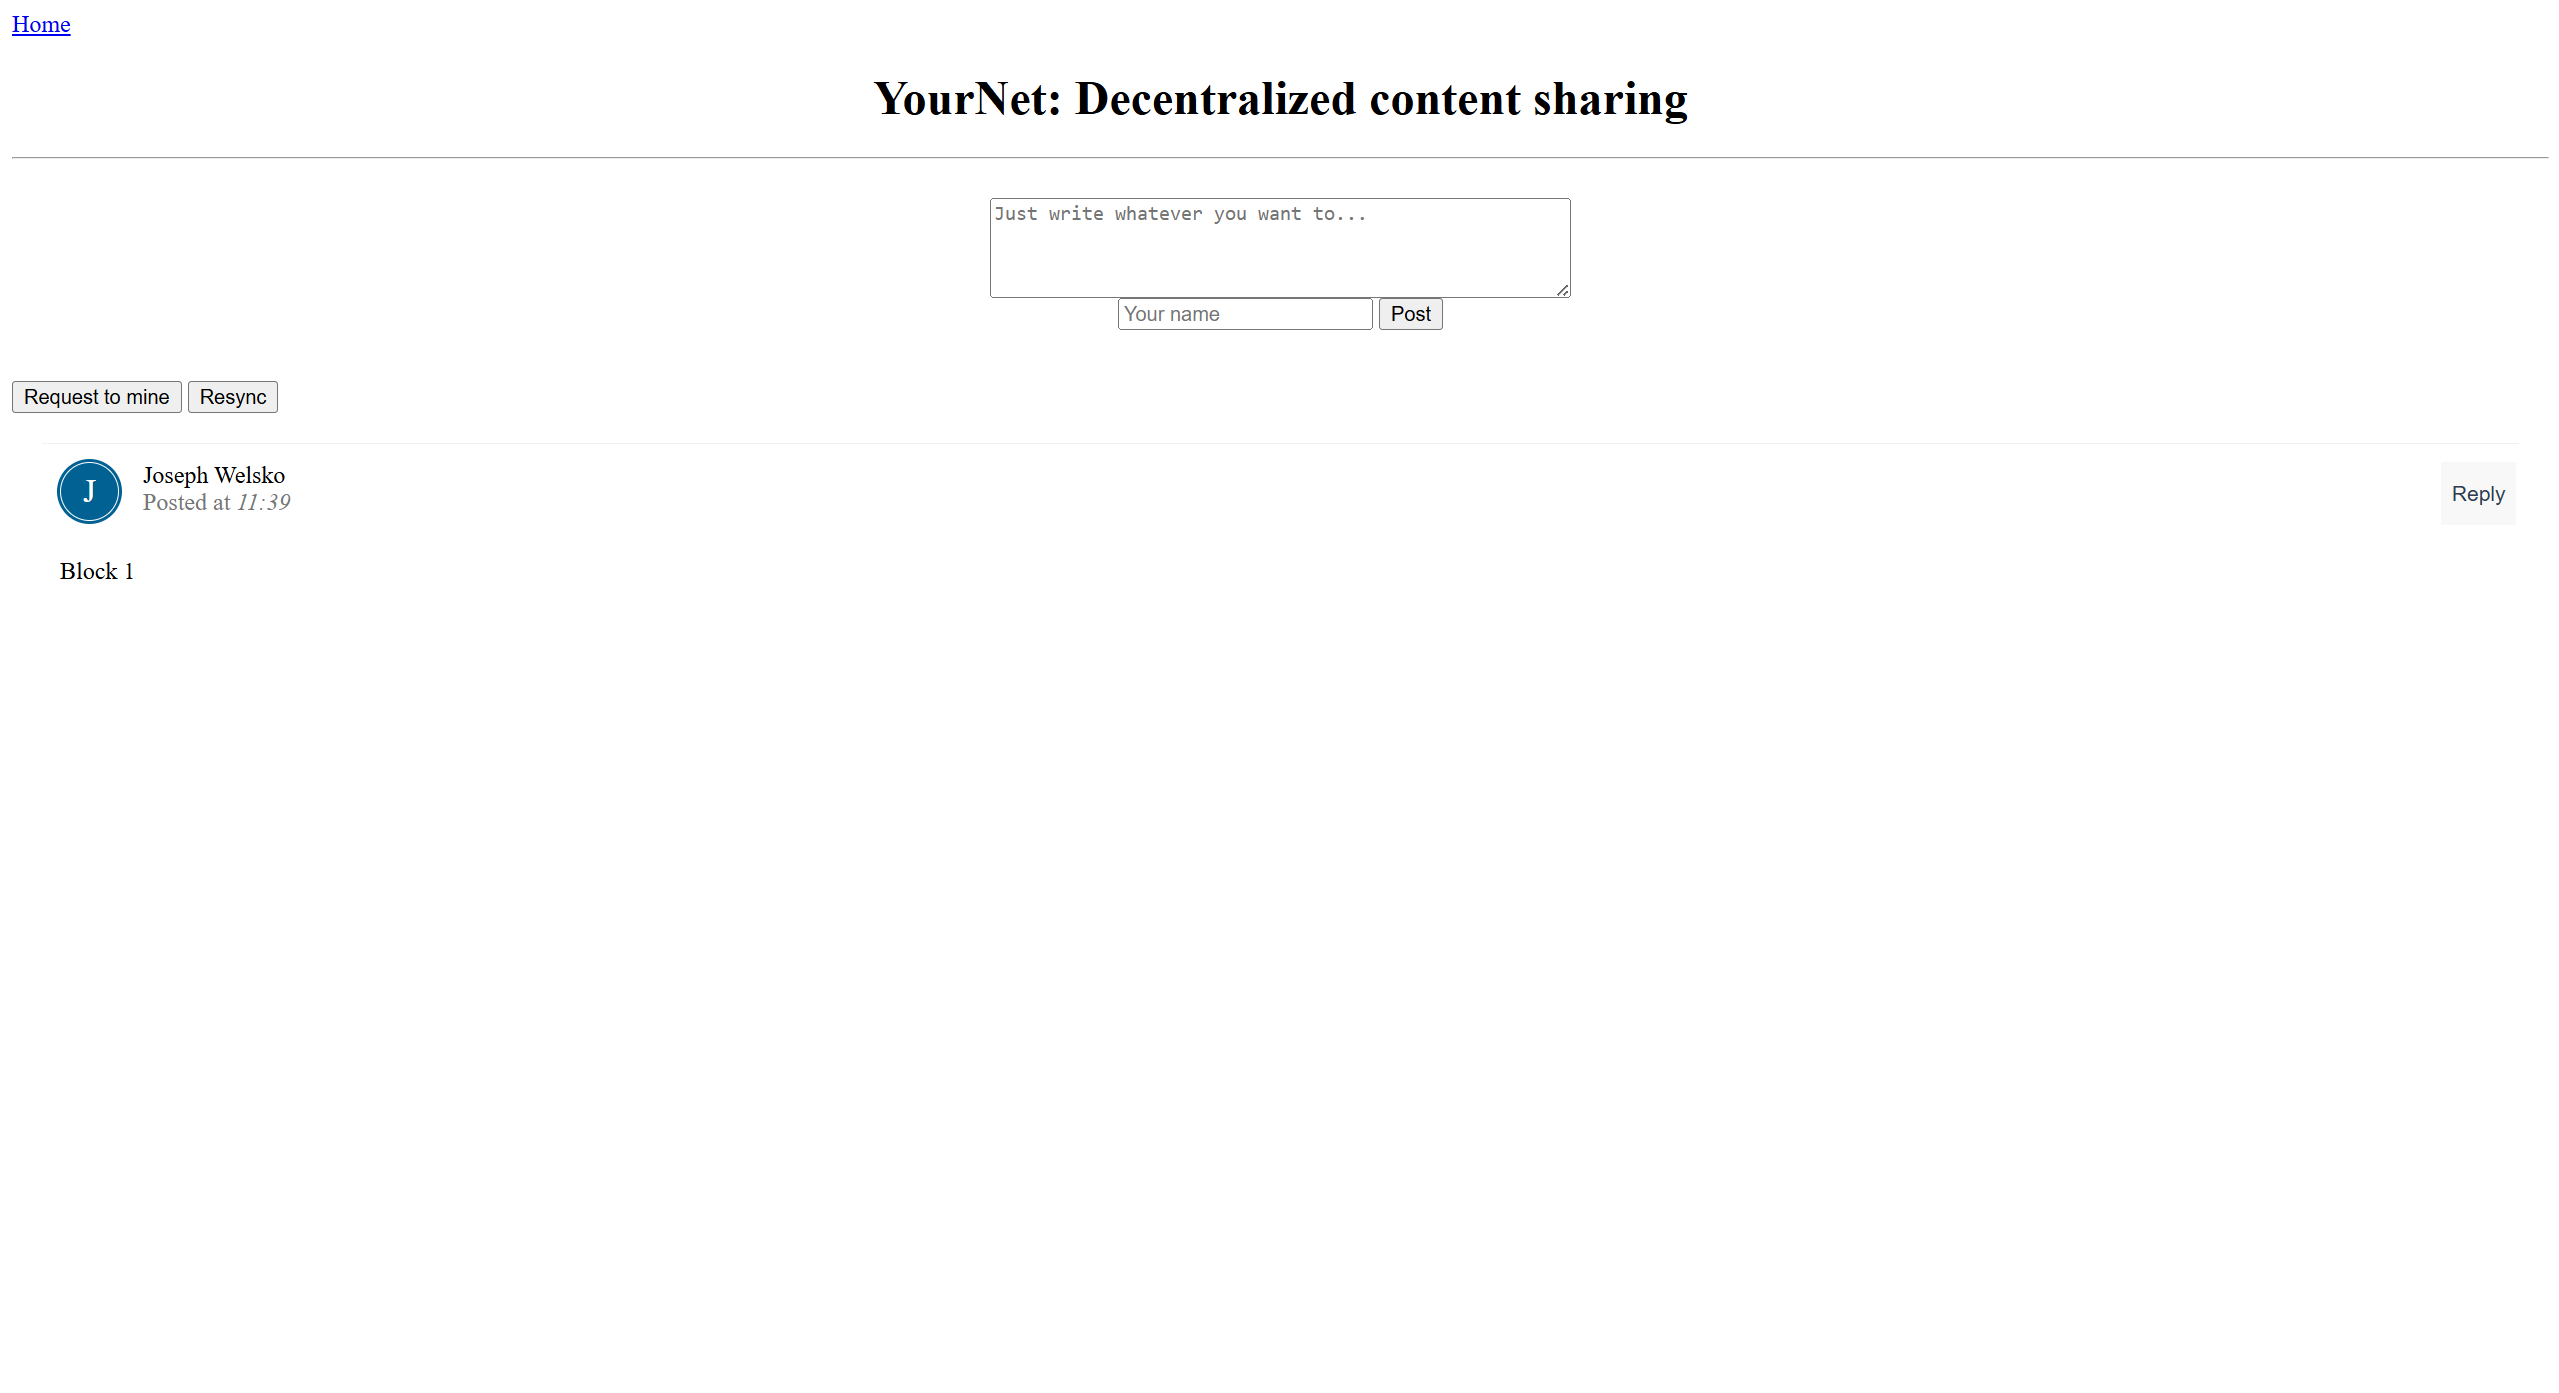 Home
YourNet: Decentralized content sharing
Just write whatever you want to...
Your name Post
Request to mine Resync
J
Joseph Welsko
Posted at 11:39
Reply
Block 1